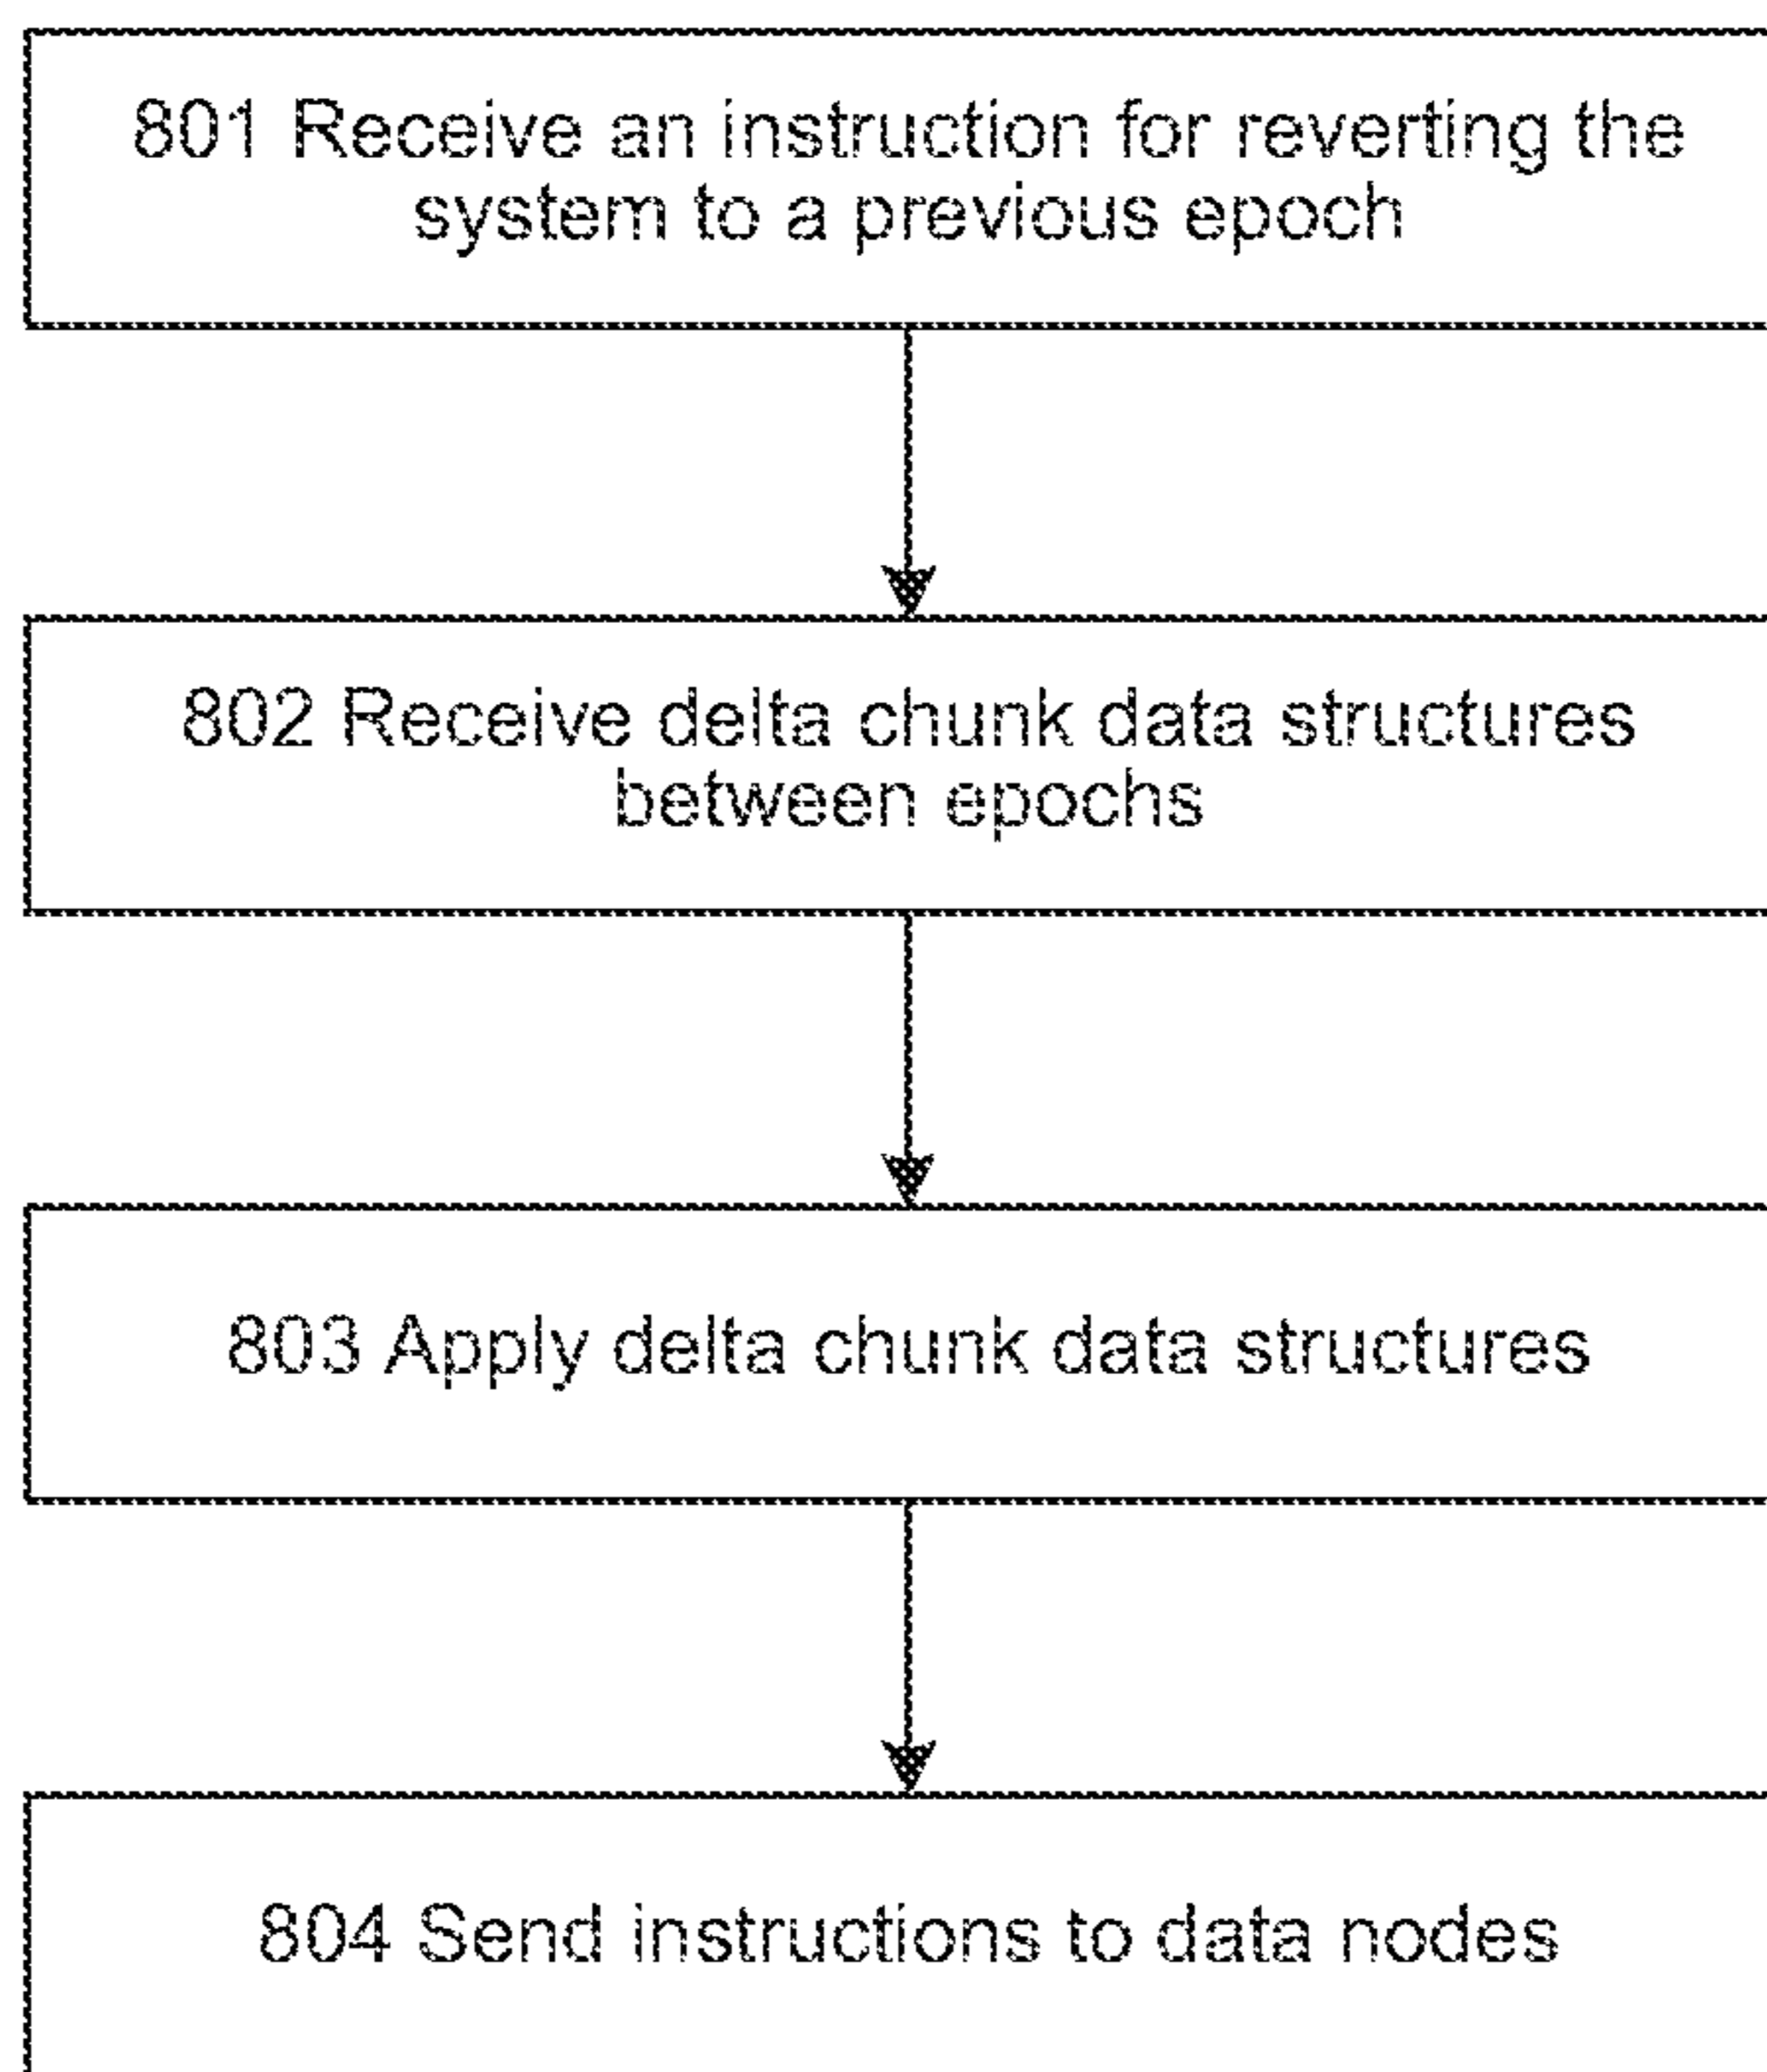 801 Receive an instruction for reverting the
system to a previous epoch
802 Receive delta chunk data structures
between epochs
803 Apply delta chunk data structures
804 Send instructions to data nodes